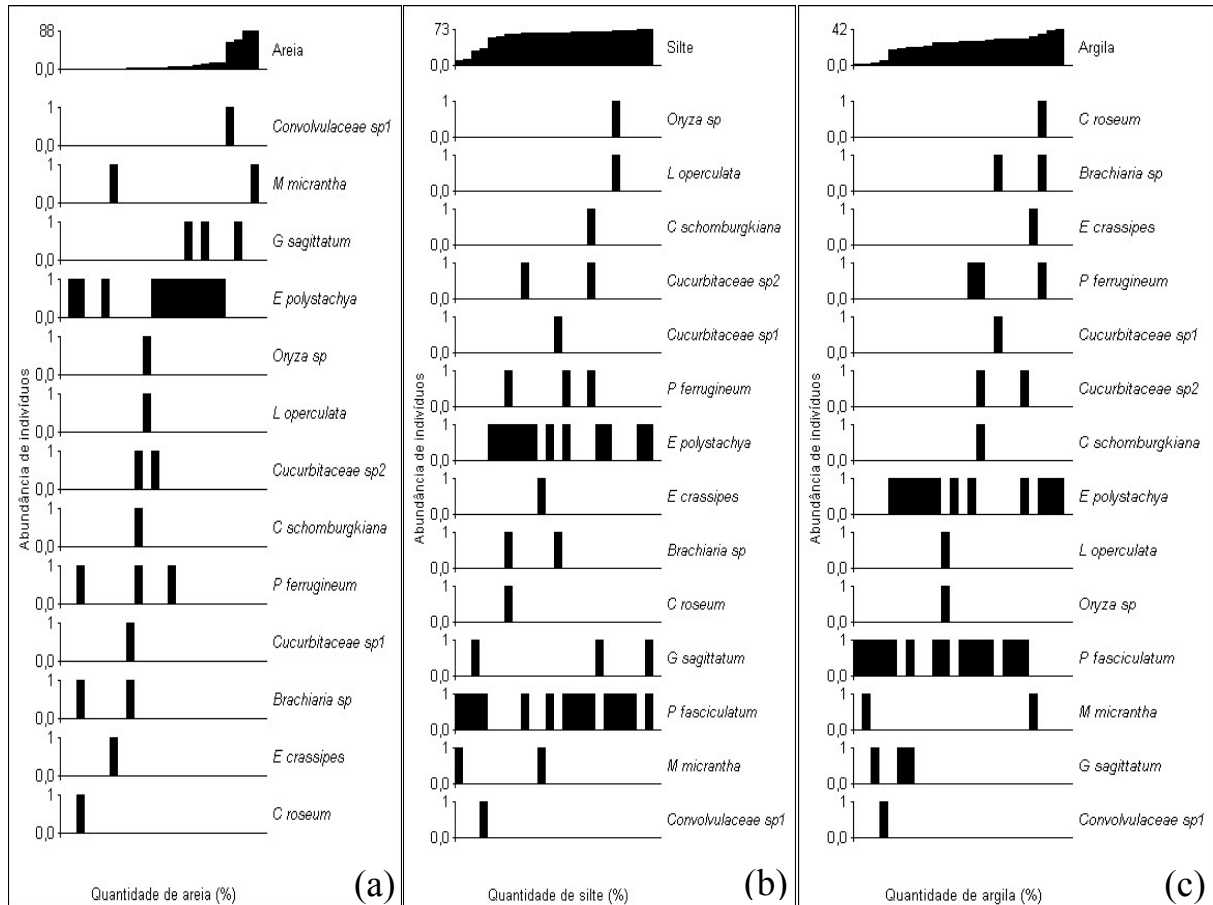 88
0,0
Areia
1
0,0
Convolvulaceae sp1
1
0,0
M micrantha
1
0,0
G sagittatum
1
0,0
E polystachya
1
0,0
Oryza sp
1
0,0
L operculata
1
0,0
Cucurbitaceae sp2
1
0,0
C schomburgkiana
1
0,0
P ferrugineum
1
0,0
Cucurbitaceae sp1
1
0,0
Brachiaria sp
1
0,0
E crassipes
1
0,0
C roseum
Abundância de indivíduos
Quantidade de areia (%)
(a)
73
0,0
Silte
1
0,0
Oryza sp
1
0,0
L operculata
1
0,0
C schomburgkiana
1
0,0
Cucurbitaceae sp2
1
0,0
Cucurbitaceae sp1
1
0,0
P ferrugineum
1
0,0
E polystachya
1
0,0
E crassipes
1
0,0
Brachiaria sp
1
0,0
C roseum
1
0,0
G sagittatum
1
0,0
P fasciculatum
1
0,0
M micrantha
1
0,0
Convolvulaceae sp1
Abundância de indivíduos
Quantidade de silte (%)
(b)
42
0,0
Argila
1
0,0
C roseum
1
0,0
Brachiaria sp
1
0,0
E crassipes
1
0,0
P ferrugineum
1
0,0
Cucurbitaceae sp1
1
0,0
Cucurbitaceae sp2
1
0,0
C schomburgkiana
1
0,0
E polystachya
1
0,0
L operculata
1
0,0
Oryza sp
1
0,0
P fasciculatum
1
0,0
M micrantha
1
0,0
G sagittatum
1
0,0
Convolvulaceae sp1
Abundância de indivíduos
Quantidade de argila (%)
(c)